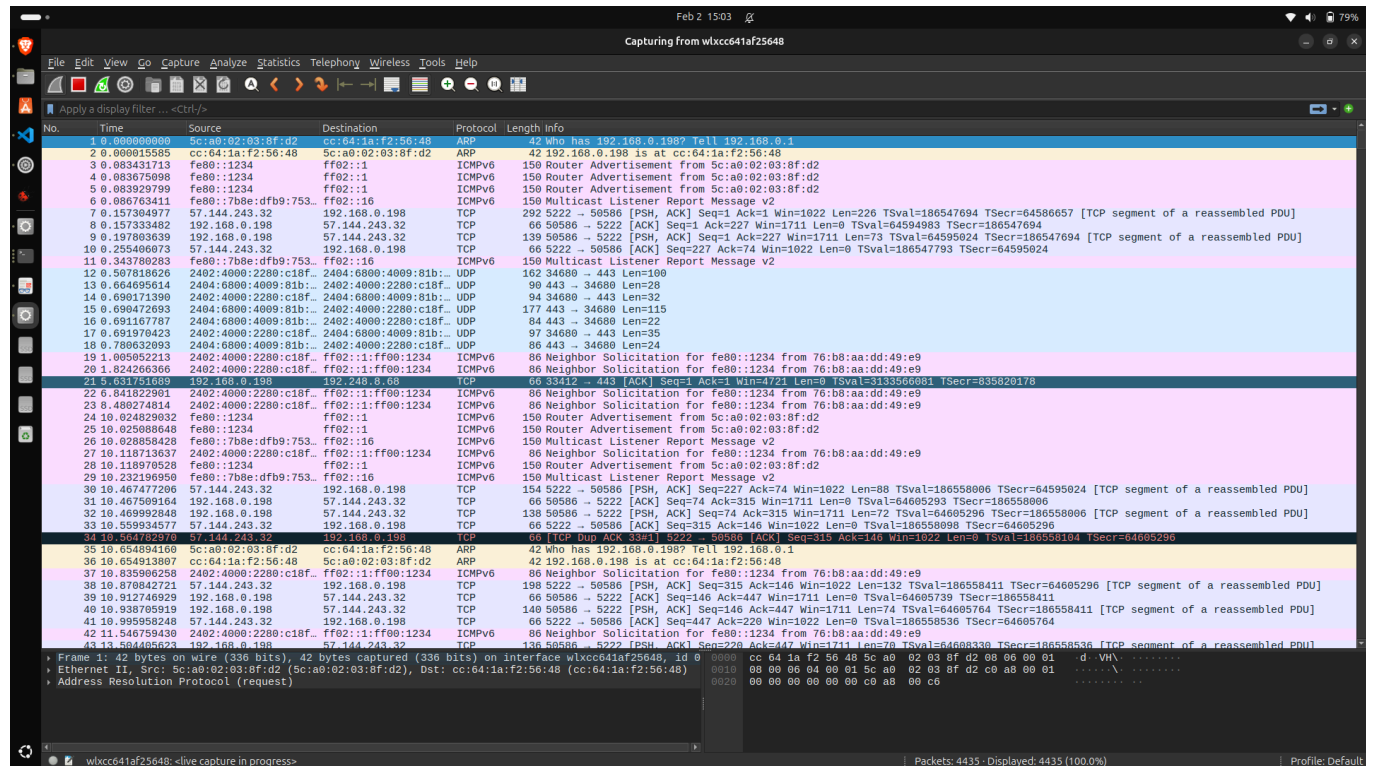 Feb 2 15:03
79%
Capturing from wlxcc641af25648
File Edit View Go Capture Analyze Statistics Telephony Wireless Tools Help
Apply a display filter ... <Ctrl-/>
No. Time Source Destination Protocol Length Info
1 0.000000000 5c:a0:02:03:8f:d2 cc:64:1a:f2:56:48 ARP 42 Who has 192.168.0.198? Tell 192.168.0.1
2 0.000015585 cc:64:1a:f2:56:48 5c:a0:02:03:8f:d2 ARP 42 192.168.0.198 is at cc:64:1a:f2:56:48
3 0.083431713 fe80::1234 ff02::1 ICMPv6 150 Router Advertisement from 5c:a0:02:03:8f:d2
4 0.083675098 fe80::1234 ff02::1 ICMPv6 150 Router Advertisement from 5c:a0:02:03:8f:d2
5 0.083929799 fe80::1234 ff02::1 ICMPv6 150 Router Advertisement from 5c:a0:02:03:8f:d2
6 0.086763411 fe80::7b8e:dfb9:753… ff02::16 ICMPv6 150 Multicast Listener Report Message v2
7 0.157304977 57.144.243.32 192.168.0.198 TCP 292 5222 → 50586 [PSH, ACK] Seq=1 Ack=1 Win=1022 Len=226 TSval=186547694 TSecr=64586657 [TCP segment of a reassembled PDU]
8 0.157333482 192.168.0.198 57.144.243.32 TCP 66 50586 → 5222 [ACK] Seq=1 Ack=227 Win=1711 Len=0 TSval=64594983 TSecr=186547694
9 0.197803639 192.168.0.198 57.144.243.32 TCP 139 50586 → 5222 [PSH, ACK] Seq=1 Ack=227 Win=1711 Len=73 TSval=64595024 TSecr=186547694 [TCP segment of a reassembled PDU]
10 0.255406073 57.144.243.32 192.168.0.198 TCP 66 5222 → 50586 [ACK] Seq=227 Ack=74 Win=1022 Len=0 TSval=186547793 TSecr=64595024
11 0.343780283 fe80::7b8e:dfb9:753… ff02::16 ICMPv6 150 Multicast Listener Report Message v2
12 0.507818626 2402:4000:2280:c18f… 2404:6800:4009:81b:… UDP 162 34680 → 443 Len=100
13 0.664695614 2404:6800:4009:81b:… 2402:4000:2280:c18f… UDP 90 443 → 34680 Len=28
14 0.690171390 2402:4000:2280:c18f… 2404:6800:4009:81b:… UDP 94 34680 → 443 Len=32
15 0.690472693 2404:6800:4009:81b:… 2402:4000:2280:c18f… UDP 177 443 → 34680 Len=115
16 0.691167787 2404:6800:4009:81b:… 2402:4000:2280:c18f… UDP 84 443 → 34680 Len=22
17 0.691970423 2402:4000:2280:c18f… 2404:6800:4009:81b:… UDP 97 34680 → 443 Len=35
18 0.780632093 2404:6800:4009:81b:… 2402:4000:2280:c18f… UDP 86 443 → 34680 Len=24
19 1.005052213 2402:4000:2280:c18f… ff02::1:ff00:1234 ICMPv6 86 Neighbor Solicitation for fe80::1234 from 76:b8:aa:dd:49:e9
20 1.824266366 2402:4000:2280:c18f… ff02::1:ff00:1234 ICMPv6 86 Neighbor Solicitation for fe80::1234 from 76:b8:aa:dd:49:e9
21 5.631751689 192.168.0.198 192.248.8.68 TCP 66 33412 → 443 [ACK] Seq=1 Ack=1 Win=4721 Len=0 TSval=3133566081 TSecr=835820178
22 6.841822901 2402:4000:2280:c18f… ff02::1:ff00:1234 ICMPv6 86 Neighbor Solicitation for fe80::1234 from 76:b8:aa:dd:49:e9
23 8.480274814 2402:4000:2280:c18f… ff02::1:ff00:1234 ICMPv6 86 Neighbor Solicitation for fe80::1234 from 76:b8:aa:dd:49:e9
24 10.024829032 fe80::1234 ff02::1 ICMPv6 150 Router Advertisement from 5c:a0:02:03:8f:d2
25 10.025088648 fe80::1234 ff02::1 ICMPv6 150 Router Advertisement from 5c:a0:02:03:8f:d2
26 10.028858428 fe80::7b8e:dfb9:753… ff02::16 ICMPv6 150 Multicast Listener Report Message v2
27 10.118713637 2402:4000:2280:c18f… ff02::1:ff00:1234 ICMPv6 86 Neighbor Solicitation for fe80::1234 from 76:b8:aa:dd:49:e9
28 10.118970528 fe80::1234 ff02::1 ICMPv6 150 Router Advertisement from 5c:a0:02:03:8f:d2
29 10.232196950 fe80::7b8e:dfb9:753… ff02::16 ICMPv6 150 Multicast Listener Report Message v2
30 10.467477206 57.144.243.32 192.168.0.198 TCP 154 5222 → 50586 [PSH, ACK] Seq=227 Ack=74 Win=1022 Len=88 TSval=186558006 TSecr=64595024 [TCP segment of a reassembled PDU]
31 10.467509164 192.168.0.198 57.144.243.32 TCP 66 50586 → 5222 [ACK] Seq=74 Ack=315 Win=1711 Len=0 TSval=64605293 TSecr=186558006
32 10.469992848 192.168.0.198 57.144.243.32 TCP 138 50586 → 5222 [PSH, ACK] Seq=74 Ack=315 Win=1711 Len=72 TSval=64605296 TSecr=186558006 [TCP segment of a reassembled PDU]
33 10.559934577 57.144.243.32 192.168.0.198 TCP 66 5222 → 50586 [ACK] Seq=315 Ack=146 Win=1022 Len=0 TSval=186558098 TSecr=64605296
34 10.564782970 57.144.243.32 192.168.0.198 TCP 66 [TCP Dup ACK 33#1] 5222 → 50586 [ACK] Seq=315 Ack=146 Win=1022 Len=0 TSval=186558104 TSecr=64605296
35 10.654894160 5c:a0:02:03:8f:d2 cc:64:1a:f2:56:48 ARP 42 Who has 192.168.0.198? Tell 192.168.0.1
36 10.654913807 cc:64:1a:f2:56:48 5c:a0:02:03:8f:d2 ARP 42 192.168.0.198 is at cc:64:1a:f2:56:48
37 10.835906258 2402:4000:2280:c18f… ff02::1:ff00:1234 ICMPv6 86 Neighbor Solicitation for fe80::1234 from 76:b8:aa:dd:49:e9
38 10.870842721 57.144.243.32 192.168.0.198 TCP 198 5222 → 50586 [PSH, ACK] Seq=315 Ack=146 Win=1022 Len=132 TSval=186558411 TSecr=64605296 [TCP segment of a reassembled PDU]
39 10.912746929 192.168.0.198 57.144.243.32 TCP 66 50586 → 5222 [ACK] Seq=146 Ack=447 Win=1711 Len=0 TSval=64605739 TSecr=186558411
40 10.938705919 192.168.0.198 57.144.243.32 TCP 140 50586 → 5222 [PSH, ACK] Seq=146 Ack=447 Win=1711 Len=74 TSval=64605764 TSecr=186558411 [TCP segment of a reassembled PDU]
41 10.995958248 57.144.243.32 192.168.0.198 TCP 66 5222 → 50586 [ACK] Seq=447 Ack=220 Win=1022 Len=0 TSval=186558536 TSecr=64605764
42 11.546759430 2402:4000:2280:c18f… ff02::1:ff00:1234 ICMPv6 86 Neighbor Solicitation for fe80::1234 from 76:b8:aa:dd:49:e9
43 13.504405623 192.168.0.198 57.144.243.32 TCP 136 50586 → 5222 [PSH, ACK] Seq=220 Ack=447 Win=1711 Len=70 TSval=64608330 TSecr=186558536 [TCP segment of a reassembled PDU]
Frame 1: 42 bytes on wire (336 bits), 42 bytes captured (336 bits) on interface wlxcc641af25648, id 0
Ethernet II, Src: 5c:a0:02:03:8f:d2 (5c:a0:02:03:8f:d2), Dst: cc:64:1a:f2:56:48 (cc:64:1a:f2:56:48)
Address Resolution Protocol (request)
0000 cc 64 1a f2 56 48 5c a0 02 03 8f d2 08 06 00 01 ·d··VH\· ········
0010 08 00 06 04 00 01 5c a0 02 03 8f d2 c0 a8 00 01 ······\· ········
0020 00 00 00 00 00 00 c0 a8 00 c6 ········ ··
wlxcc641af25648: <live capture in progress>
Packets: 4435 · Displayed: 4435 (100.0%)
Profile: Default